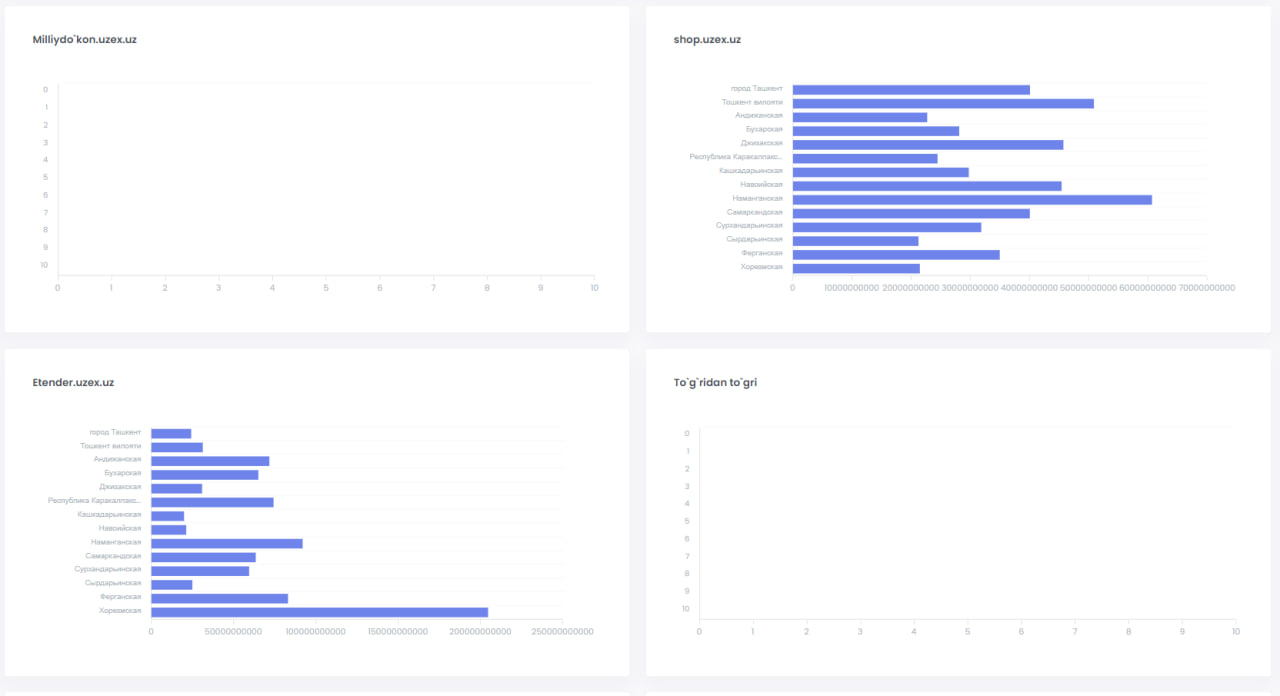 Milliydo`kon.uzex.uz
0
1
2
3
4
5
6
7
8
9
10
0 1 2 3 4 5 6 7 8 9 10
shop.uzex.uz
город Ташкент
Тошкент вилояти
Андижанская
Бухарская
Джизакская
Республика Каракалпакс...
Кашкадарьинская
Навоийская
Наманганская
Самаркандская
Сурхандарьинская
Сырдарьинская
Ферганская
Хорезмская
0 10000000000 20000000000 30000000000 40000000000 50000000000 60000000000 70000000000
Etender.uzex.uz
город Ташкент
Тошкент вилояти
Андижанская
Бухарская
Джизакская
Республика Каракалпакс...
Кашкадарьинская
Навоийская
Наманганская
Самаркандская
Сурхандарьинская
Сырдарьинская
Ферганская
Хорезмская
0 50000000000 100000000000 150000000000 200000000000 250000000000
To`g`ridan to`gri
0
1
2
3
4
5
6
7
8
9
10
0 1 2 3 4 5 6 7 8 9 10